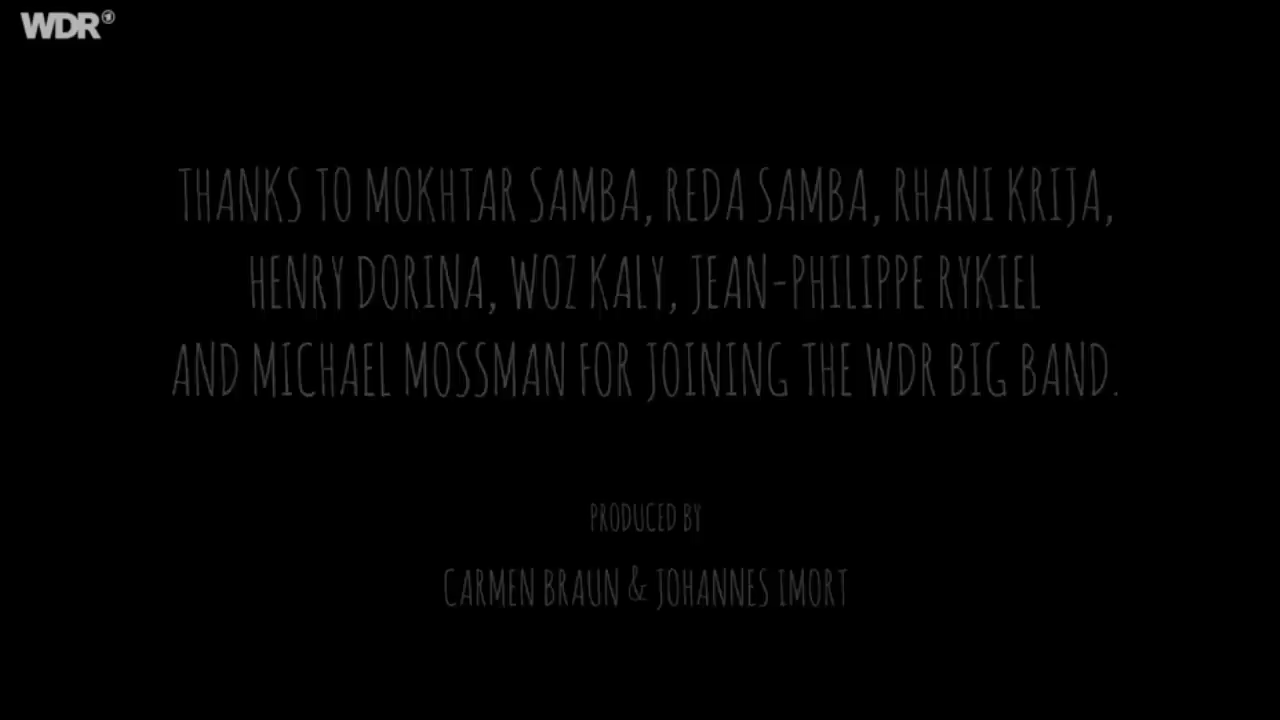 WDR
THANKS TO MOKHTAR SAMBA, REDA SAMBA, RHANI KRIJA,
HENRY DORINA, WOZ KALY, JEAN-PHILIPPE RYKIEL
AND MICHAEL MOSSMAN FOR JOINING THE WDR BIG BAND.
PRODUCED BY
CARMEN BRAUN & JOHANNES IMORT